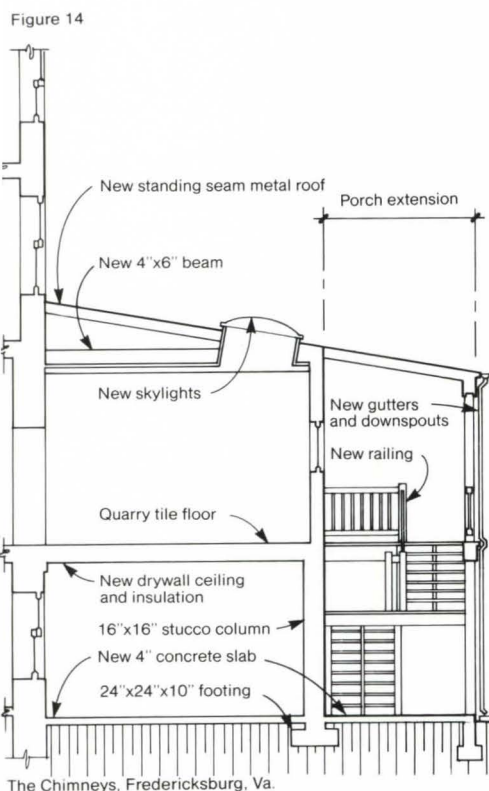 Figure 14
New standing seam metal roof
Porch extension
New 4"x6" beam
New skylights
New gutters
and downspouts
New railing
Quarry tile floor
New drywall ceiling
and insulation
16"x16" stucco column
New 4" concrete slab
24"x24"x10" footing
The Chimneys, Fredericksburg, Va.